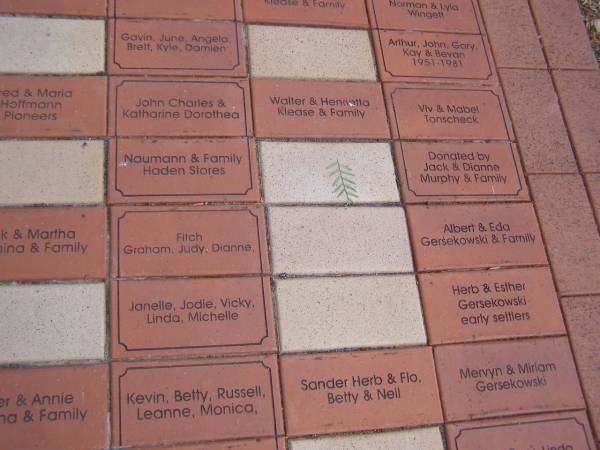 Klease & Family
Norman & Lyla
Wingett
Gavin, June, Angela,
Brett, Kyle, Damien
Arthur, John, Gary,
Kay & Bevan
1951-1981
& Maria
Hoffmann
Pioneers
John Charles &
Katharine Dorothea
Walter & Henrietta
Klease & Family
Viv & Mabel
Tonscheck
Naumann & Family
Haden Stores
Donated by
Jack & Dianne
Murphy & Family
& Martha
& Family
Fitch
Graham, Judy, Dianne,
Albert & Eda
Gersekowski & Family
Janelle, Jodie, Vicky,
Linda, Michelle
Herb & Esther
Gersekowski
early settlers
& Annie
& Family
Kevin, Betty, Russell,
Leanne, Monica,
Sander Herb & Flo,
Betty & Neil
Mervyn & Miriam
Gersekowski
Linda